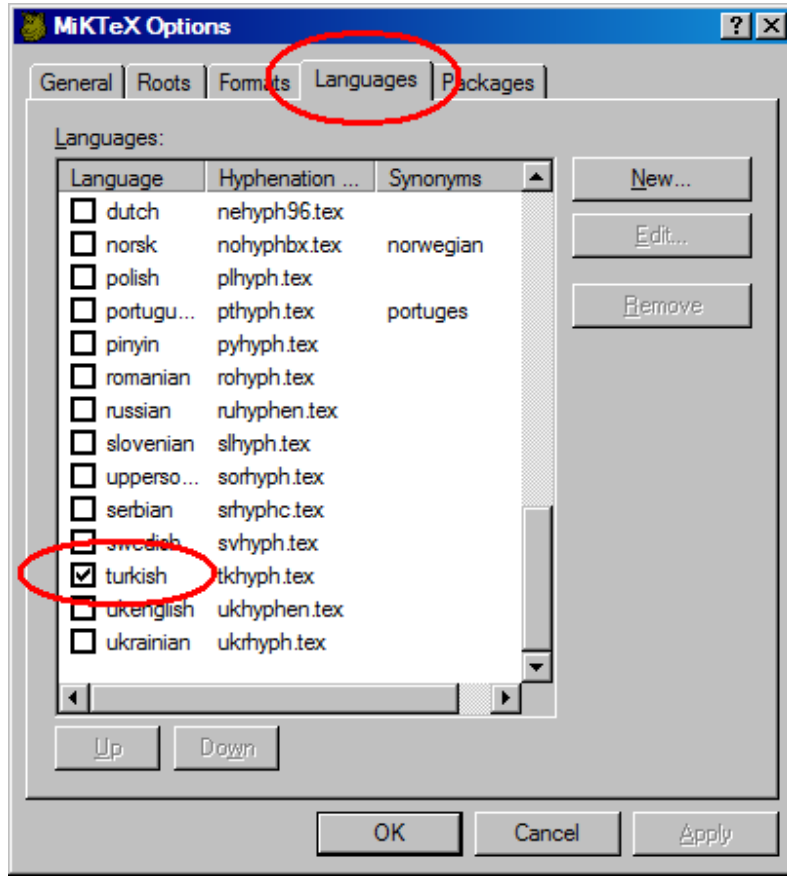 MiKTeX Options
General Roots Formats Languages Packages
Languages:
Language Hyphenation ... Synonyms
dutch nehyph96.tex
norsk nohyphbx.tex norwegian
polish plhyph.tex
portugu... pthyph.tex portuges
pinyin pyhyph.tex
romanian rohyph.tex
russian ruhyphen.tex
slovenian slhyph.tex
upperso... sorhyph.tex
serbian srhyphc.tex
swedish svhyph.tex
turkish tkhyph.tex
ukenglish ukhyphen.tex
ukrainian ukrhyph.tex
New...
Edit...
Remove
Up Down
OK Cancel Apply